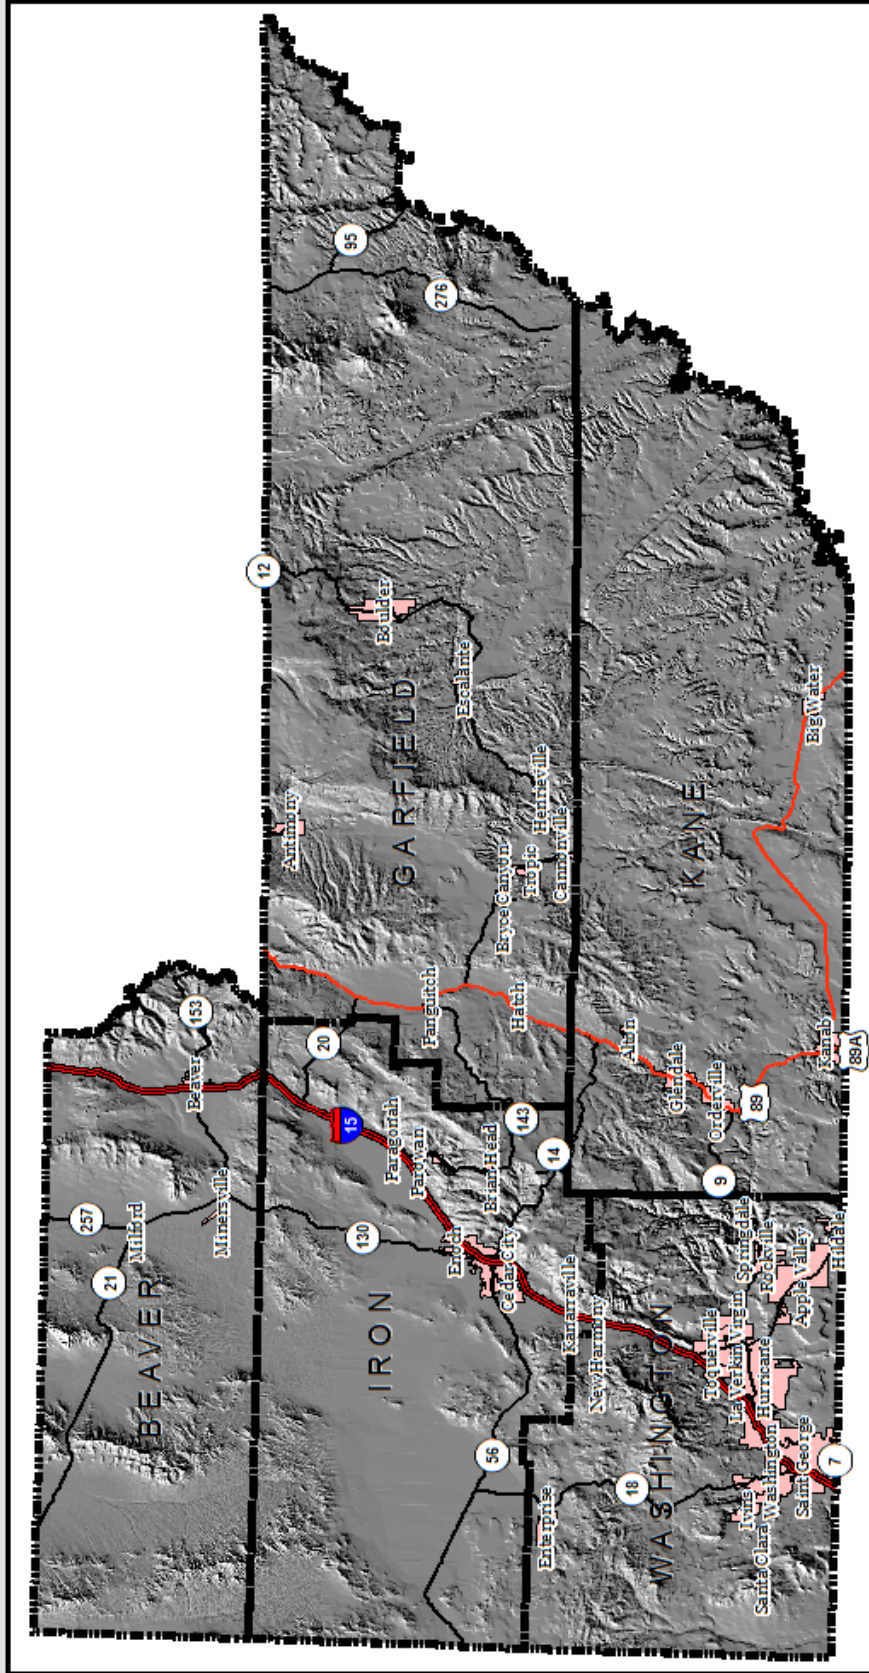 BEAVER
IRON
WASHINGTON
GARFIELD
KANE
21
257
Milford
Minersville
Beaver
153
130
15
20
Paragonah
Parowan
Brian Head
143
14
Enoch
Cedar City
Kanarraville
New Harmony
56
Enterprise
18
Ivins
Santa Clara
Washington
Saint George
7
Toquerville
LaVerkin
Virgin
Hurricane
Springdale
Rockville
Apple Valley
Hildale
9
Antimony
Panguitch
Hatch
Bryce Canyon
Tropic
Cannonville
Henrieville
Escalante
Boulder
12
95
276
Alton
Glendale
Orderville
89
Kanab
89A
Big Water